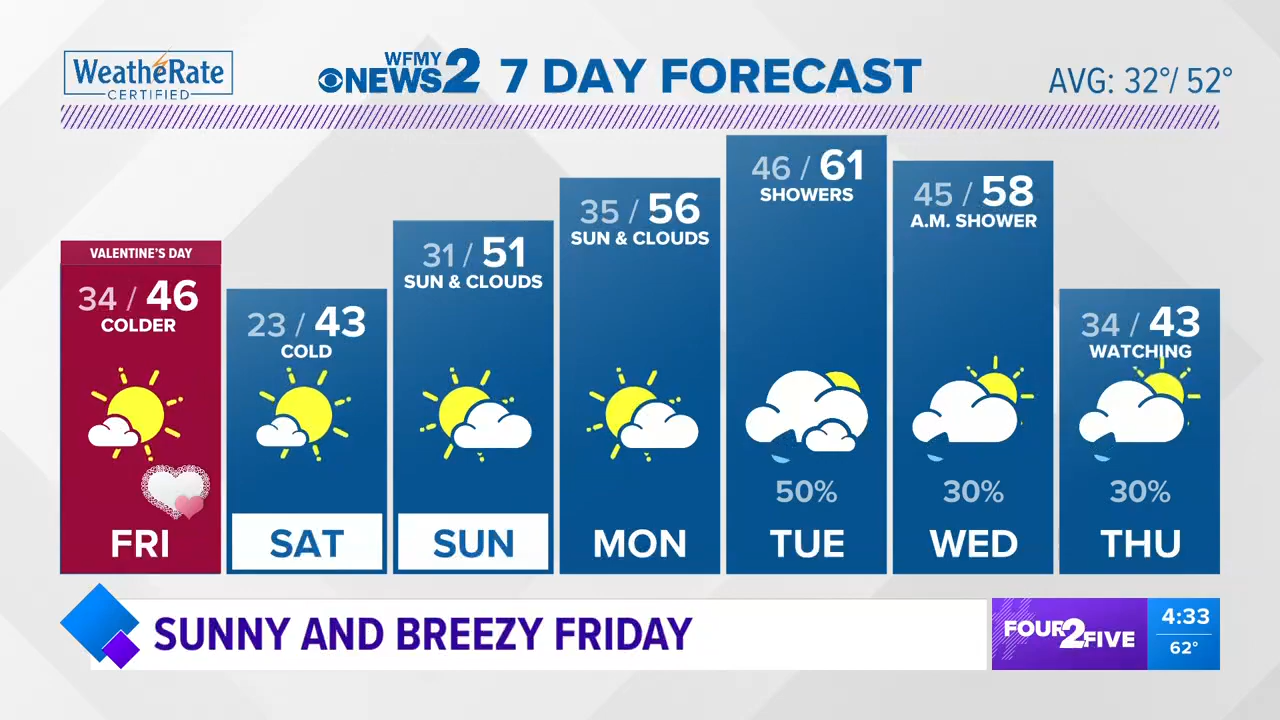 WeatheRate
CERTIFIED
WFMY
NEWS 2
7 DAY FORECAST
AVG: 32°/ 52°
VALENTINE'S DAY
34 / 46
COLDER
FRI
23 / 43
COLD
SAT
31 / 51
SUN & CLOUDS
SUN
35 / 56
SUN & CLOUDS
MON
46 / 61
SHOWERS
50%
TUE
45 / 58
A.M. SHOWER
30%
WED
34 / 43
WATCHING
30%
THU
SUNNY AND BREEZY FRIDAY
FOUR2FIVE
4:33
62°